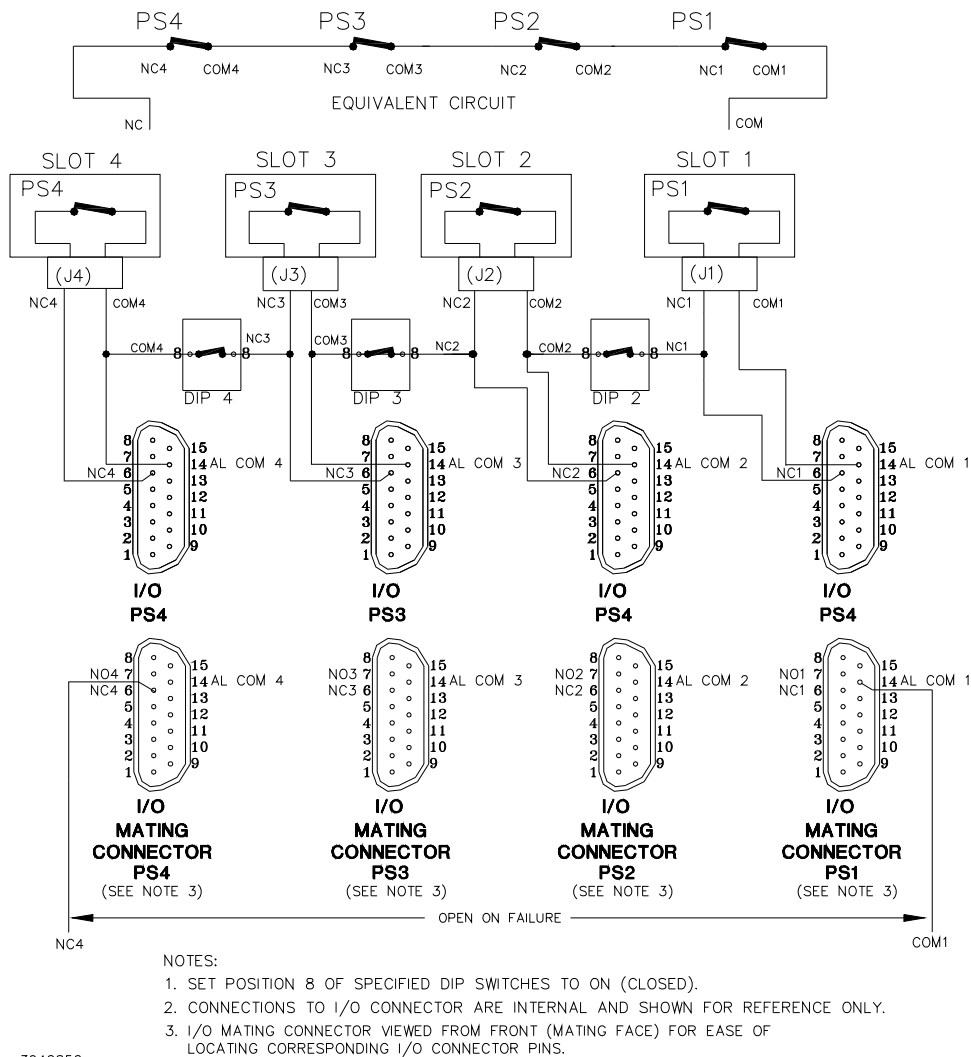 PS4 PS3 PS2 PS1
NC4 COM4 NC3 COM3 NC2 COM2 NC1 COM1
EQUIVALENT CIRCUIT
NC COM
SLOT 4 SLOT 3 SLOT 2 SLOT 1
PS4 PS3 PS2 PS1
(J4) (J3) (J2) (J1)
NC4 COM4 NC3 COM3 NC2 COM2 NC1 COM1
COM4 8 8 NC3 COM3 8 8 NC2 COM2 8 8 NC1
DIP 4 DIP 3 DIP 2
8 8 8 8
7 15 7 15 7 15 7 15
NC4 6 14 AL COM 4 NC3 6 14 AL COM 3 NC2 6 14 AL COM 2 NC1 6 14 AL COM 1
5 13 5 13 5 13 5 13
4 12 4 12 4 12 4 12
3 11 3 11 3 11 3 11
2 10 2 10 2 10 2 10
1 9 1 9 1 9 1 9
I/O I/O I/O I/O
PS4 PS3 PS4 PS4
8 8 8 8
NO4 7 15 NO3 7 15 NO2 7 15 NO1 7 15
NC4 6 14 AL COM 4 NC3 6 14 AL COM 3 NC2 6 14 AL COM 2 NC1 6 14 AL COM 1
5 13 5 13 5 13 5 13
4 12 4 12 4 12 4 12
3 11 3 11 3 11 3 11
2 10 2 10 2 10 2 10
1 9 1 9 1 9 1 9
I/O I/O I/O I/O
MATING MATING MATING MATING
CONNECTOR CONNECTOR CONNECTOR CONNECTOR
PS4 PS3 PS2 PS1
(SEE NOTE 3) (SEE NOTE 3) (SEE NOTE 3) (SEE NOTE 3)
OPEN ON FAILURE
NC4 COM1
NOTES:
1. SET POSITION 8 OF SPECIFIED DIP SWITCHES TO ON (CLOSED).
2. CONNECTIONS TO I/O CONNECTOR ARE INTERNAL AND SHOWN FOR REFERENCE ONLY.
3. I/O MATING CONNECTOR VIEWED FROM FRONT (MATING FACE) FOR EASE OF
LOCATING CORRESPONDING I/O CONNECTOR PINS.